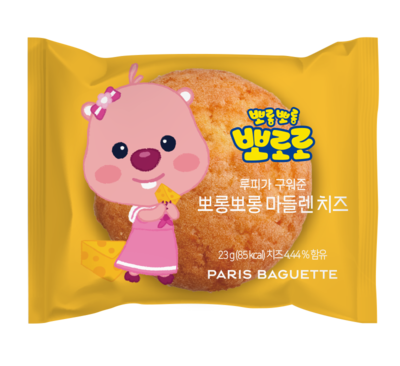 뽀롱뽀롱
뽀로로
루피가 구워준
뽀롱뽀롱 마들렌 치즈
23 g (85 kcal) 치즈 4.44 % 함유
PARIS BAGUETTE